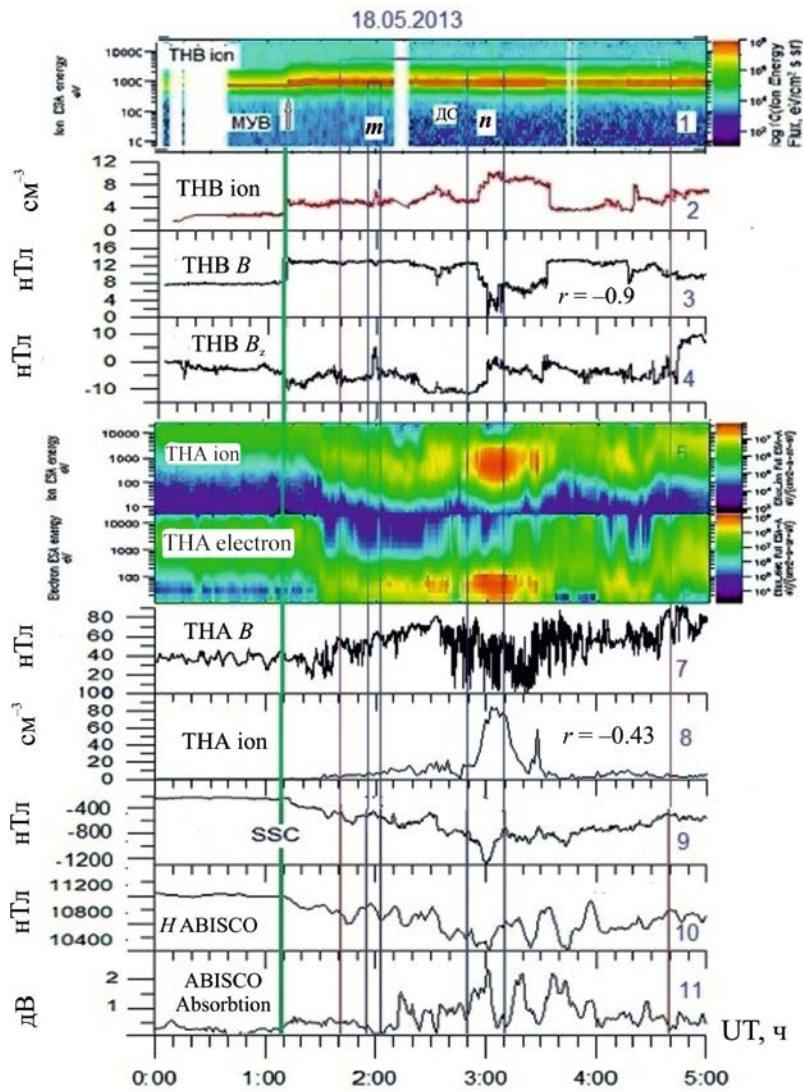 18.05.2013
THB ion
МУВ
m
ДС
n
1
Ion ESA energy
eV
log10(Ion Energy
Flux, eV/cm² s sr)
см⁻³
12
8
4
0
THB ion
2
нТл
16
12
8
4
0
THB B
r = –0.9
3
нТл
10
0
-10
THB Bz
4
Ion ESA energy
eV
10000
1000
100
10
THA ion
Electron ESA energy
eV
10000
1000
100
THA electron
нТл
80
60
40
20
THA B
7
см⁻³
100
80
60
40
20
0
THA ion
r = –0.43
8
нТл
-400
-800
-1200
SSC
9
нТл
11200
10800
10400
H ABISCO
10
дВ
2
1
ABISCO
Absorbtion
11
UT, ч
0:00 1:00 2:00 3:00 4:00 5:00